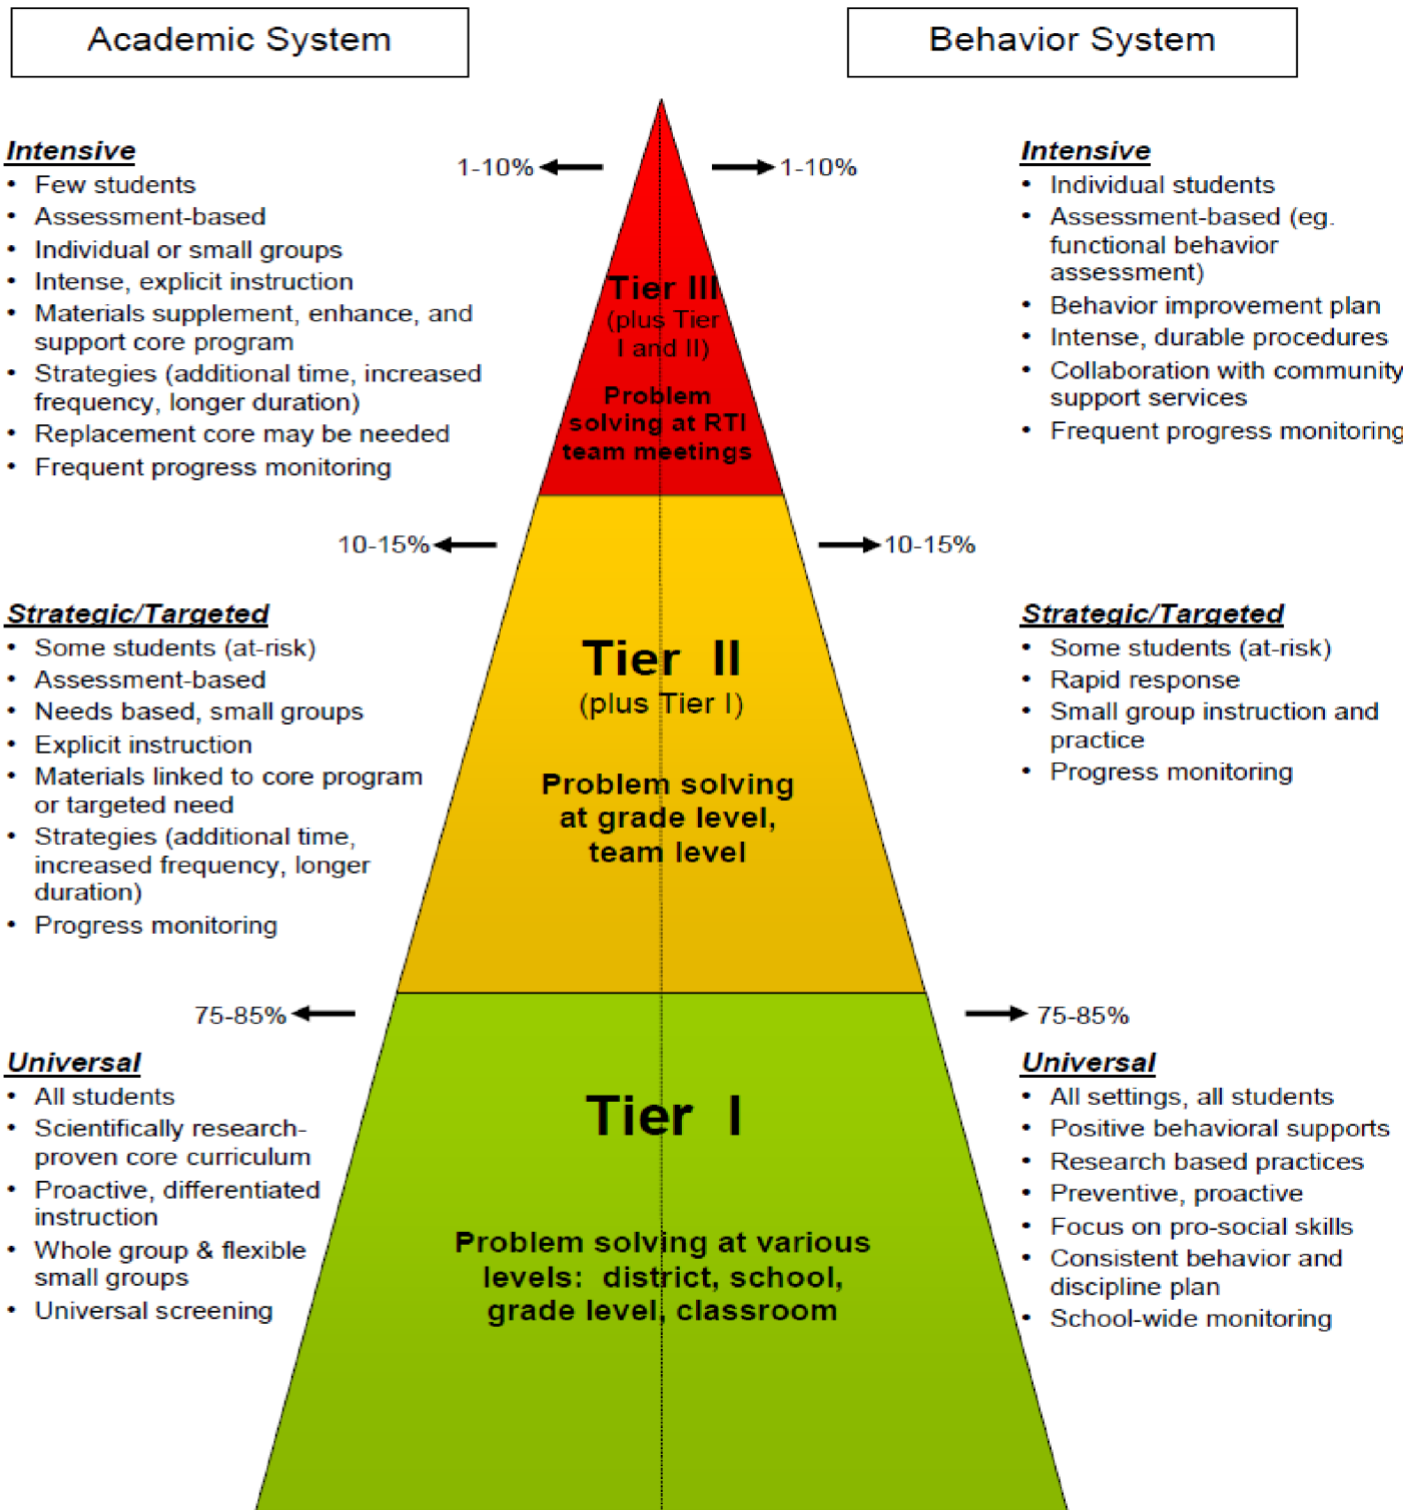 Academic System
Behavior System
Intensive
• Few students
• Assessment-based
• Individual or small groups
• Intense, explicit instruction
• Materials supplement, enhance, and
support core program
• Strategies (additional time, increased
frequency, longer duration)
• Replacement core may be needed
• Frequent progress monitoring
1-10%
1-10%
Intensive
• Individual students
• Assessment-based (eg.
functional behavior
assessment)
• Behavior improvement plan
• Intense, durable procedures
• Collaboration with community
support services
• Frequent progress monitoring
Tier III
(plus Tier
I and II)
Problem
solving at RTI
team meetings
10-15%
10-15%
Strategic/Targeted
• Some students (at-risk)
• Assessment-based
• Needs based, small groups
• Explicit instruction
• Materials linked to core program
or targeted need
• Strategies (additional time,
increased frequency, longer
duration)
• Progress monitoring
Tier II
(plus Tier I)
Problem solving
at grade level,
team level
Strategic/Targeted
• Some students (at-risk)
• Rapid response
• Small group instruction and
practice
• Progress monitoring
75-85%
75-85%
Universal
• All students
• Scientifically research-
proven core curriculum
• Proactive, differentiated
instruction
• Whole group & flexible
small groups
• Universal screening
Tier I
Problem solving at various
levels: district, school,
grade level, classroom
Universal
• All settings, all students
• Positive behavioral supports
• Research based practices
• Preventive, proactive
• Focus on pro-social skills
• Consistent behavior and
discipline plan
• School-wide monitoring